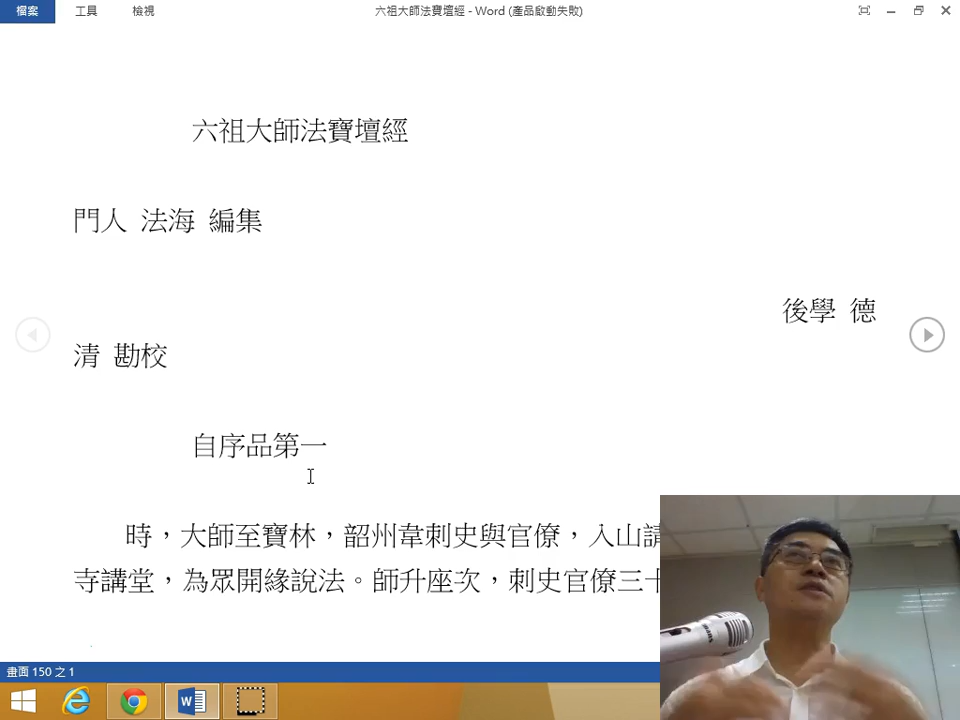 檔案 工具 檢視 六祖大師法寶壇經 - Word (產品啟動失敗)
六祖大師法寶壇經
門人 法海 編集
後學 德
清 勘校
自序品第一
時，大師至寶林，韶州韋刺史與官僚，入山請
寺講堂，為眾開緣說法。師升座次，刺史官僚三十
畫面 150 之 1